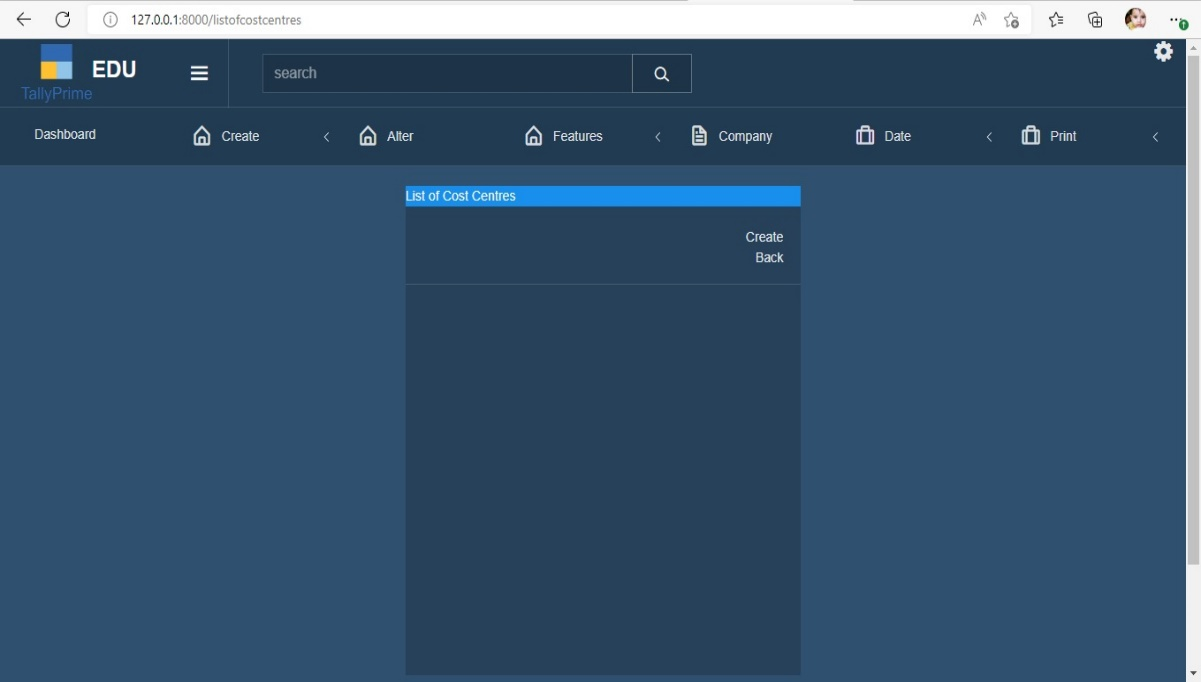 127.0.0.1:8000/listofcostcentres
EDU
TallyPrime
search
Dashboard Create Alter Features Company Date Print
List of Cost Centres
Create
Back